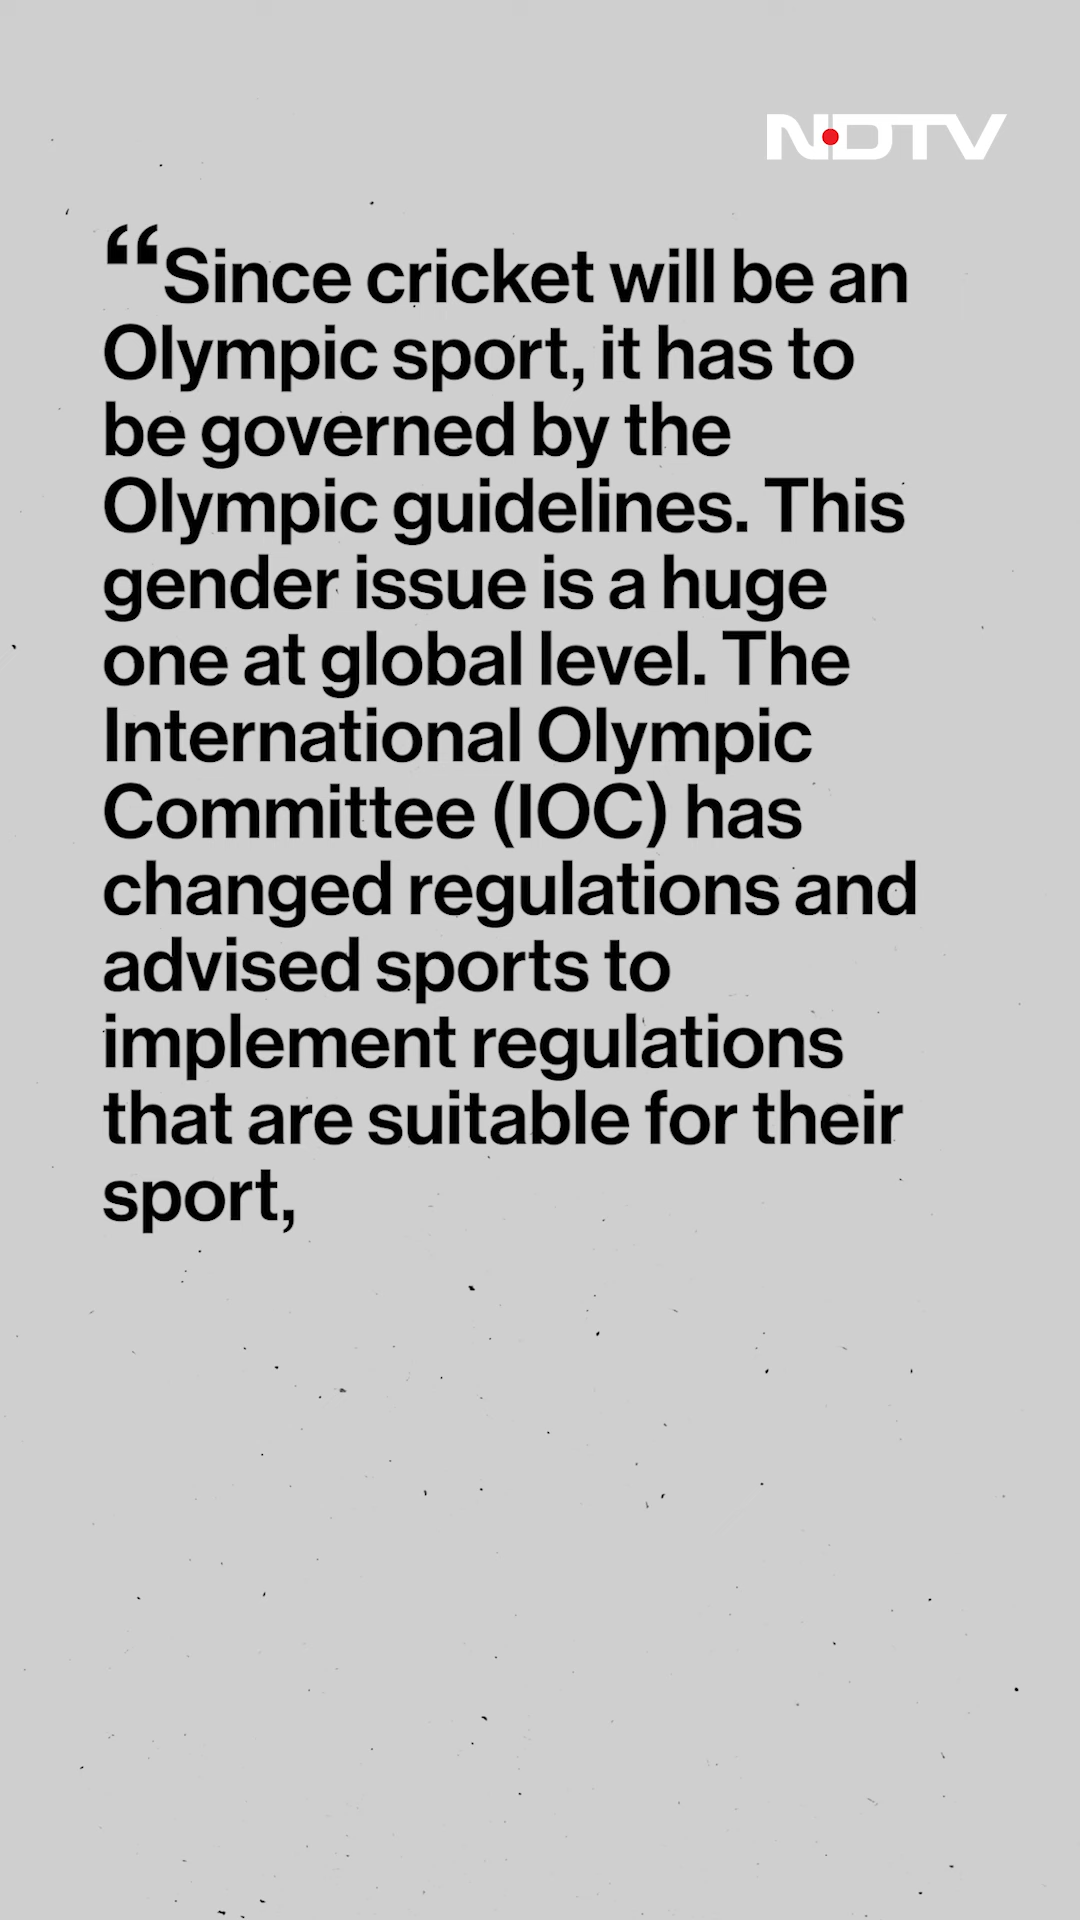 NDTV
“Since cricket will be an
Olympic sport, it has to
be governed by the
Olympic guidelines. This
gender issue is a huge
one at global level. The
International Olympic
Committee (IOC) has
changed regulations and
advised sports to
implement regulations
that are suitable for their
sport,